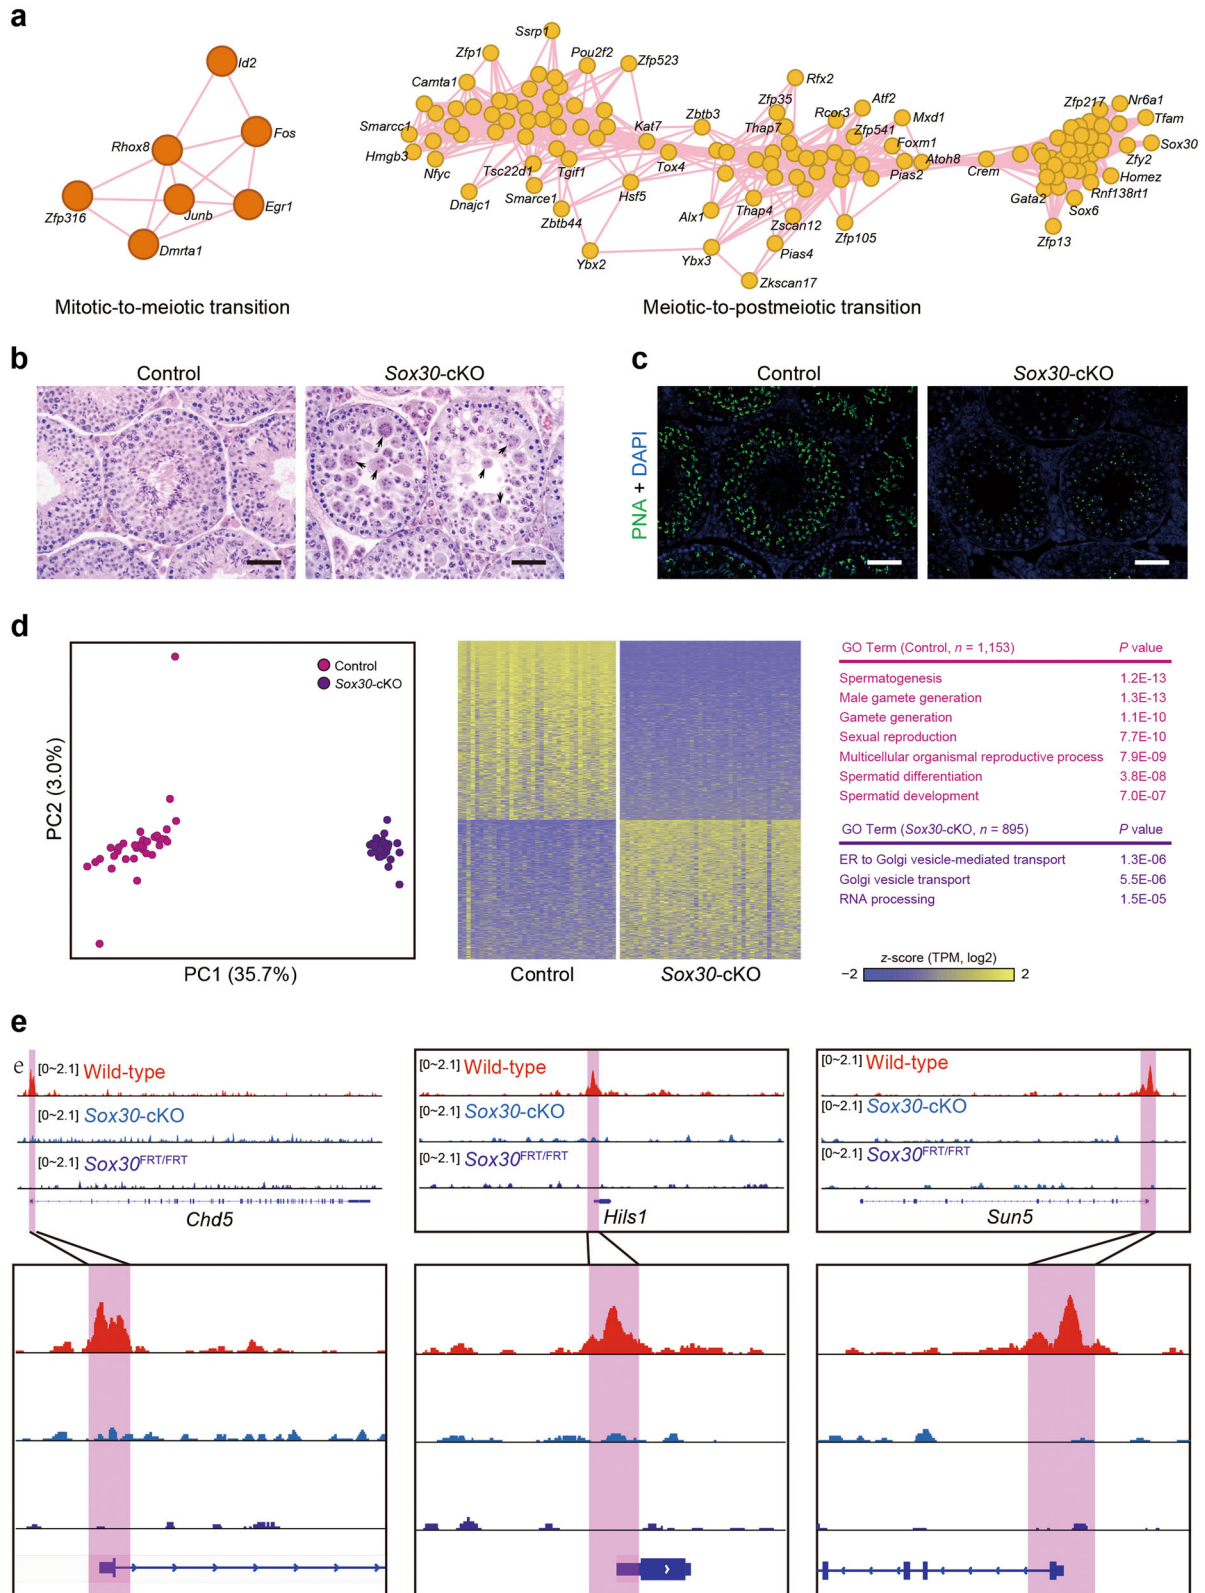 a
Id2
Fos
Rhox8
Zfp316
Junb
Egr1
Dmrta1
Mitotic-to-meiotic transition
Ssrp1
Zfp1
Pou2f2
Zfp523
Camta1
Smarcc1
Hmgb3
Nfyc
Tsc22d1
Tgif1
Dnajc1
Smarce1
Zbtb44
Hsf5
Kat7
Tox4
Zbtb3
Ybx2
Ybx3
Alx1
Thap4
Zscan12
Pias4
Zkscan17
Zfp105
Rfx2
Zfp35
Thap7
Rcor3
Atf2
Zfp541
Mxd1
Foxm1
Atoh8
Pias2
Crem
Zfp217
Nr6a1
Tfam
Sox30
Zfy2
Homez
Rnf138rt1
Gata2
Sox6
Zfp13
Meiotic-to-postmeiotic transition
b
Control
Sox30-cKO
c
Control
Sox30-cKO
PNA + DAPI
d
Control
Sox30-cKO
PC2 (3.0%)
PC1 (35.7%)
Control
Sox30-cKO
GO Term (Control, n = 1,153) P value
Spermatogenesis 1.2E-13
Male gamete generation 1.3E-13
Gamete generation 1.1E-10
Sexual reproduction 7.7E-10
Multicellular organismal reproductive process 7.9E-09
Spermatid differentiation 3.8E-08
Spermatid development 7.0E-07
GO Term (Sox30-cKO, n = 895) P value
ER to Golgi vesicle-mediated transport 1.3E-06
Golgi vesicle transport 5.5E-06
RNA processing 1.5E-05
z-score (TPM, log2)
−2 2
e
e
[0~2.1] Wild-type
[0~2.1] Sox30-cKO
[0~2.1] Sox30FRT/FRT
Chd5
[0~2.1] Wild-type
[0~2.1] Sox30-cKO
[0~2.1] Sox30FRT/FRT
Hils1
[0~2.1] Wild-type
[0~2.1] Sox30-cKO
[0~2.1] Sox30FRT/FRT
Sun5